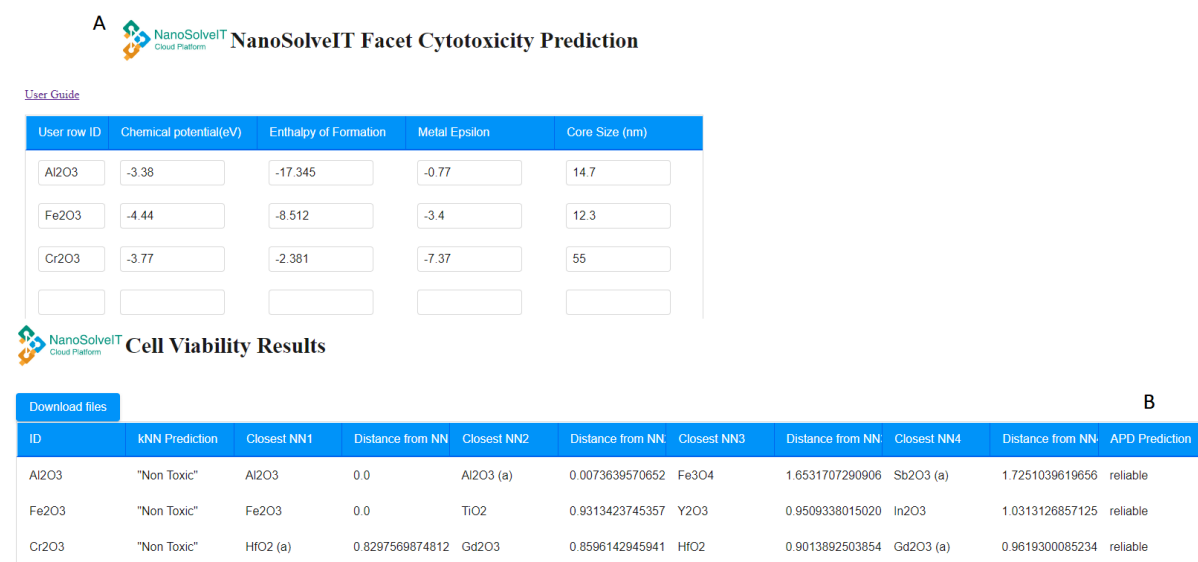 A
NanoSolveIT
Cloud Platform
NanoSolveIT Facet Cytotoxicity Prediction
User Guide
User row ID Chemical potential(eV) Enthalpy of Formation Metal Epsilon Core Size (nm)
Al2O3 -3.38 -17.345 -0.77 14.7
Fe2O3 -4.44 -8.512 -3.4 12.3
Cr2O3 -3.77 -2.381 -7.37 55
NanoSolveIT
Cloud Platform
Cell Viability Results
Download files
B
ID kNN Prediction Closest NN1 Distance from NN Closest NN2 Distance from NN Closest NN3 Distance from NN Closest NN4 Distance from NN APD Prediction
Al2O3 "Non Toxic" Al2O3 0.0 Al2O3 (a) 0.0073639570652 Fe3O4 1.6531707290906 Sb2O3 (a) 1.7251039619656 reliable
Fe2O3 "Non Toxic" Fe2O3 0.0 TiO2 0.9313423745357 Y2O3 0.9509338015020 In2O3 1.0313126857125 reliable
Cr2O3 "Non Toxic" HfO2 (a) 0.8297569874812 Gd2O3 0.8596142945941 HfO2 0.9013892503854 Gd2O3 (a) 0.9619300085234 reliable